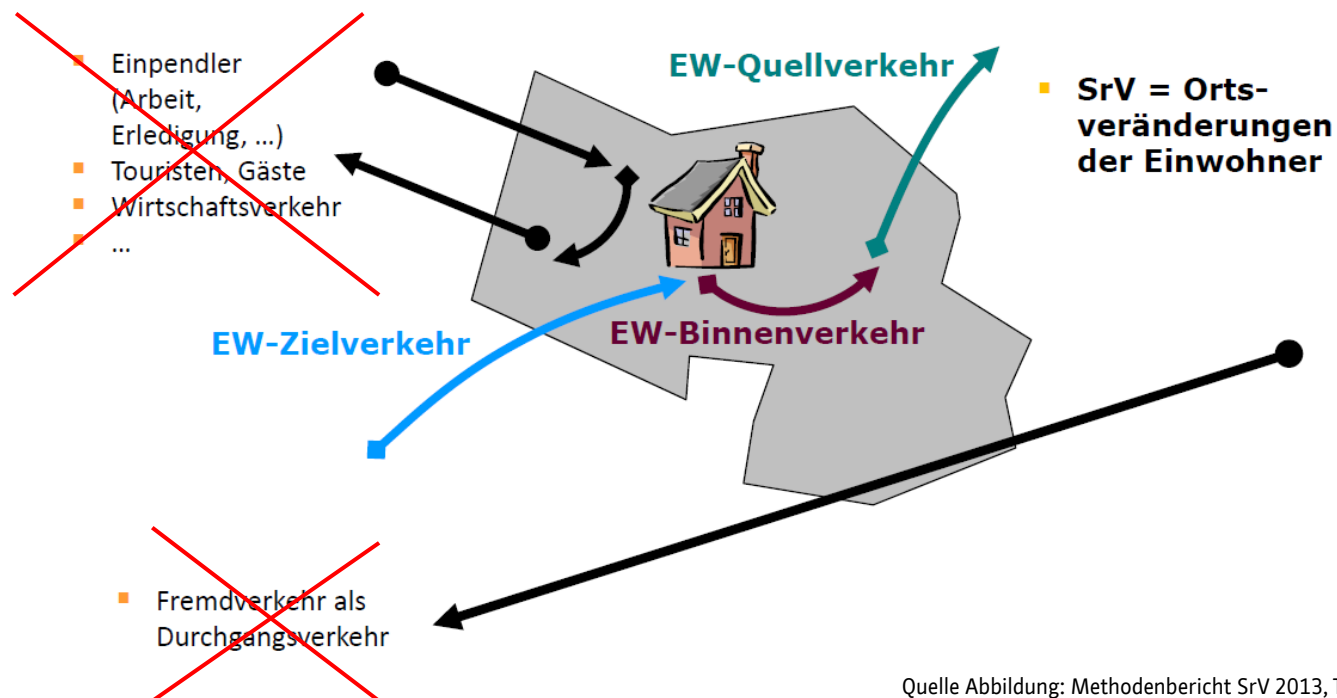 Einpendler
(Arbeit,
Erledigung, ...)
Touristen, Gäste
Wirtschaftsverkehr
...
EW-Quellverkehr
SrV = Orts-
veränderungen
der Einwohner
EW-Zielverkehr
EW-Binnenverkehr
Fremdverkehr als
Durchgangsverkehr
Quelle Abbildung: Methodenbericht SrV 2013,